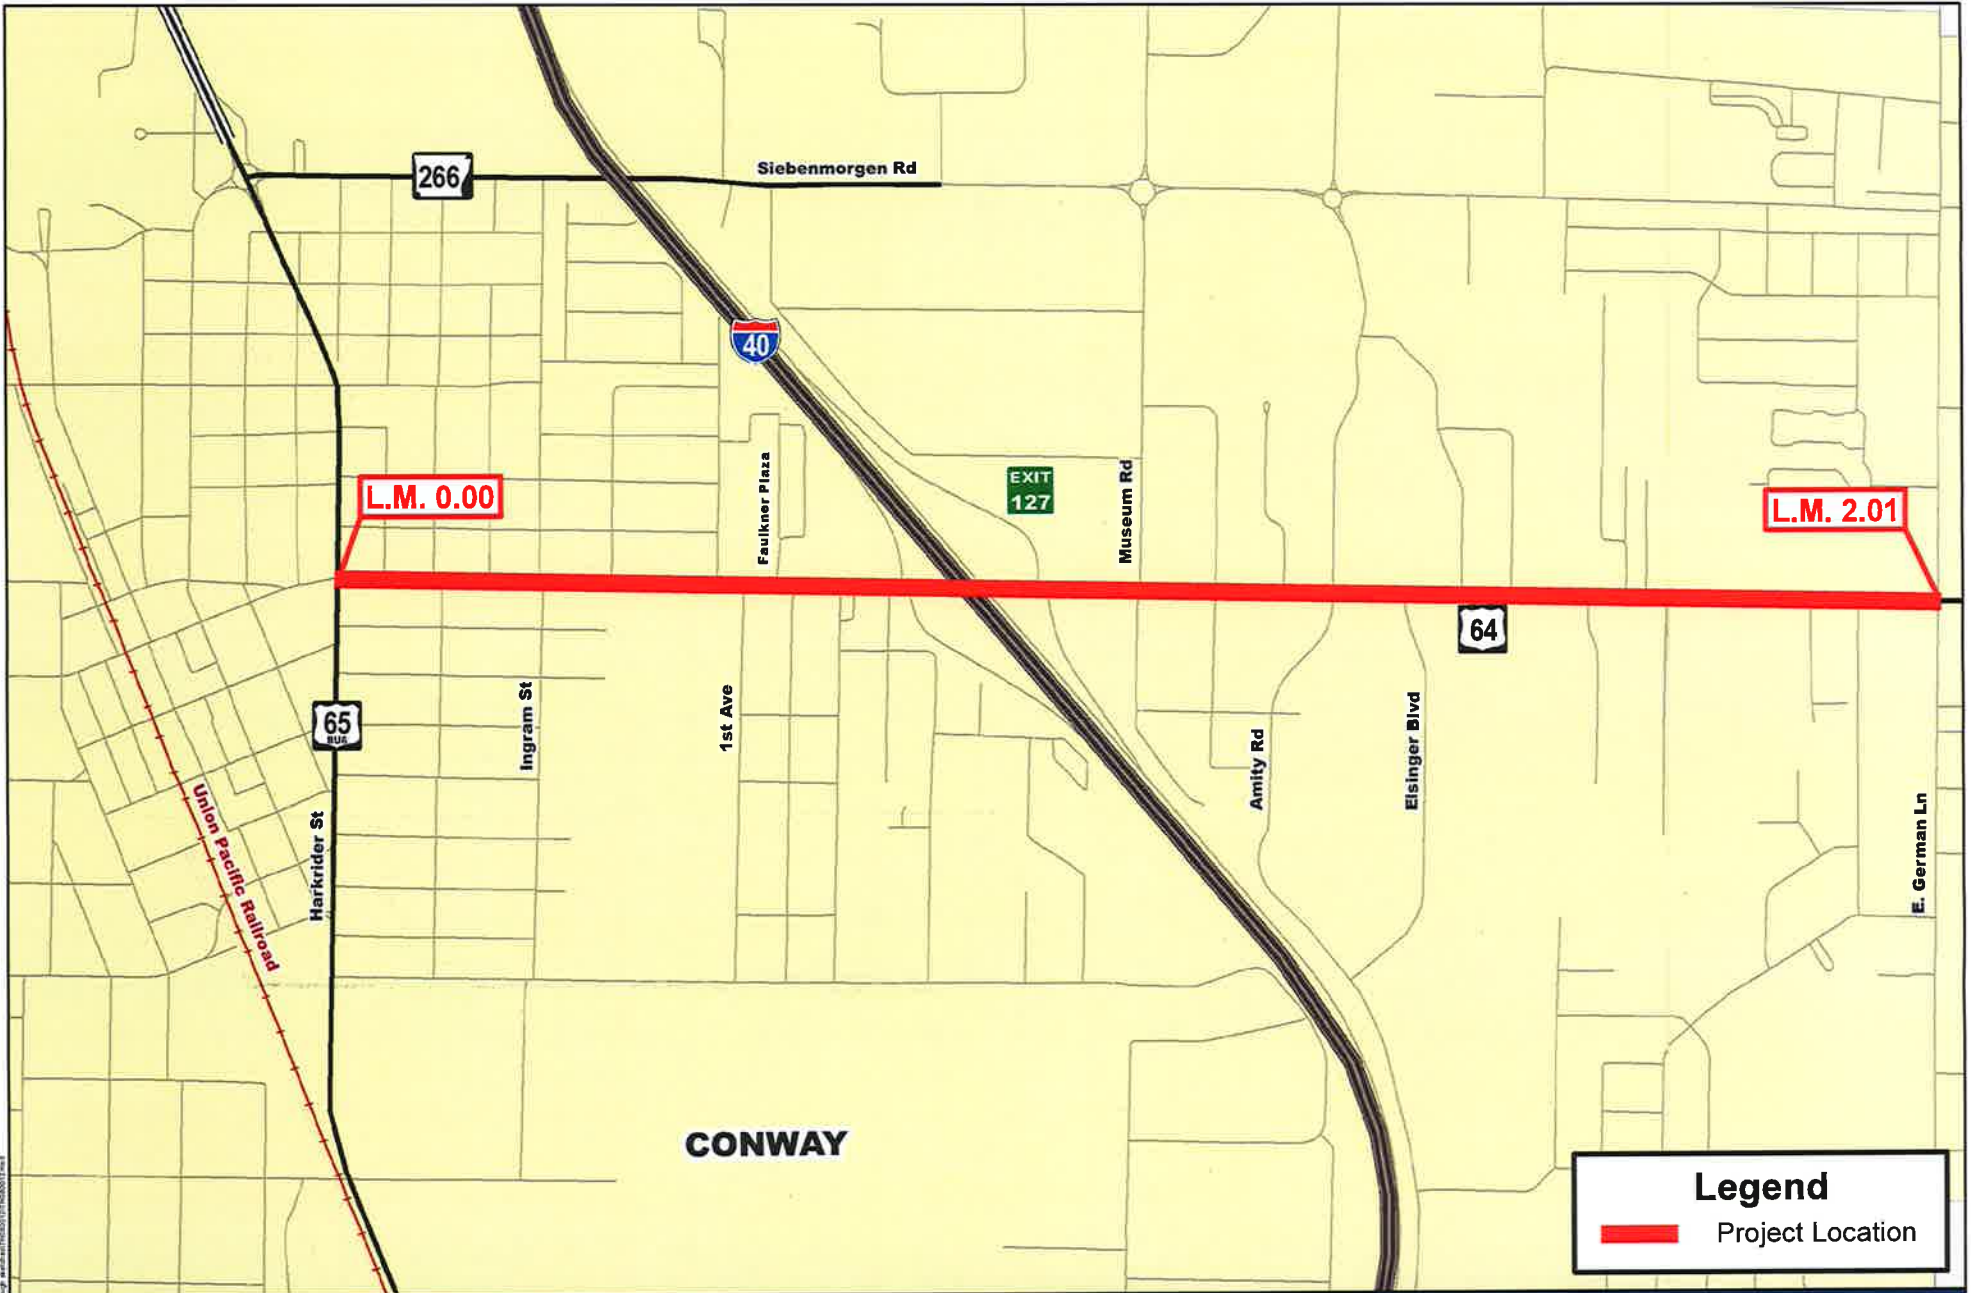 266
Siebenmorgen Rd
40
L.M. 0.00
Faulkner Plaza
EXIT
127
Museum Rd
L.M. 2.01
64
65
BUS
Ingram St
1st Ave
Amity Rd
Elsinger Blvd
Harkrider St
Union Pacific Railroad
E. German Ln
CONWAY
Legend
Project Location